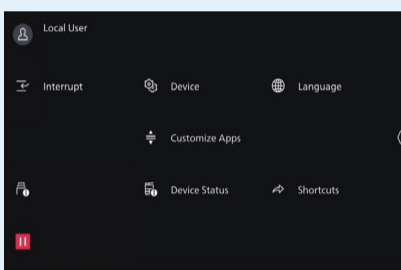 Local User
Interrupt
Device
Language
Customize Apps
Device Status
Shortcuts